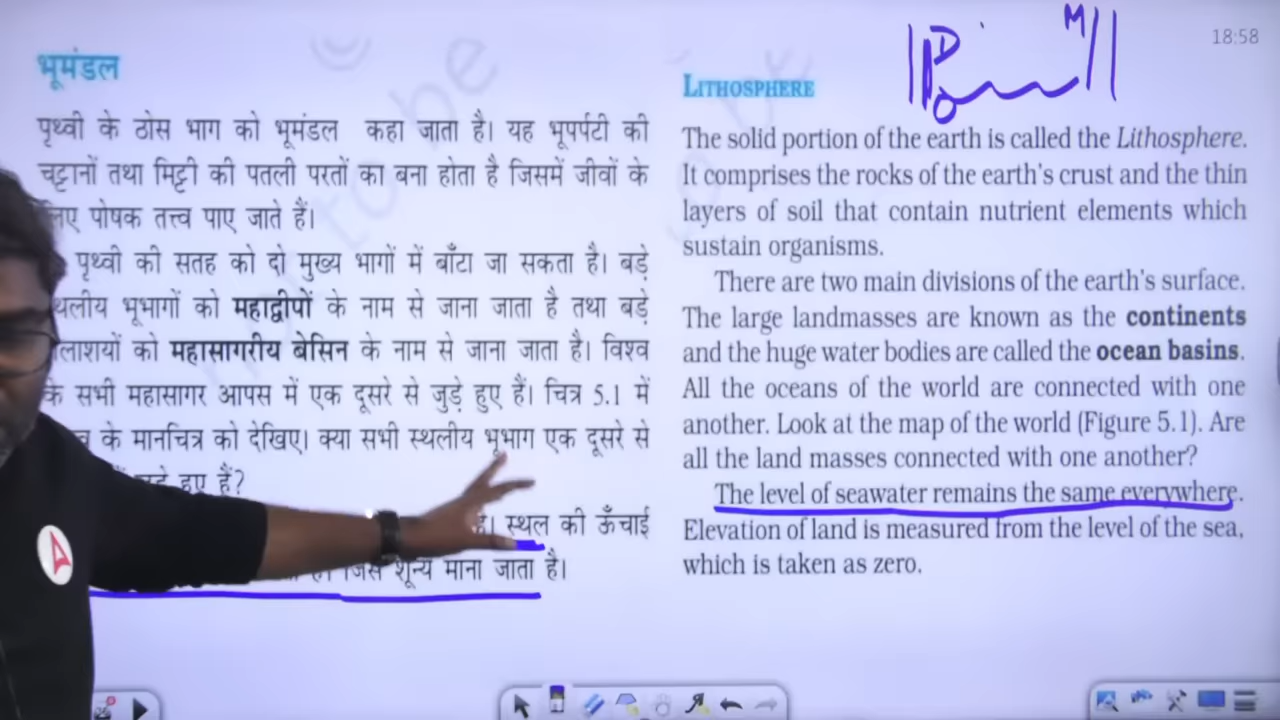 भूमंडल
पृथ्वी के ठोस भाग को भूमंडल कहा जाता है। यह भूपर्पटी की
चट्टानों तथा मिट्टी की पतली परतों का बना होता है जिसमें जीवों के
पोषक तत्त्व पाए जाते हैं।
पृथ्वी की सतह को दो मुख्य भागों में बाँटा जा सकता है। बड़े
भूभागों को महाद्वीपों के नाम से जाना जाता है तथा बड़े
को महासागरीय बेसिन के नाम से जाना जाता है। विश्व
के सभी महासागर आपस में एक दूसरे से जुड़े हुए हैं। चित्र 5.1 में
के मानचित्र को देखिए। क्या सभी स्थलीय भूभाग एक दूसरे से
हुए हैं?
स्थल की ऊँचाई
जिसे शून्य माना जाता है।
18:58
LITHOSPHERE
The solid portion of the earth is called the Lithosphere.
It comprises the rocks of the earth's crust and the thin
layers of soil that contain nutrient elements which
sustain organisms.
There are two main divisions of the earth's surface.
The large landmasses are known as the continents
and the huge water bodies are called the ocean basins.
All the oceans of the world are connected with one
another. Look at the map of the world (Figure 5.1). Are
all the land masses connected with one another?
The level of seawater remains the same everywhere.
Elevation of land is measured from the level of the sea,
which is taken as zero.